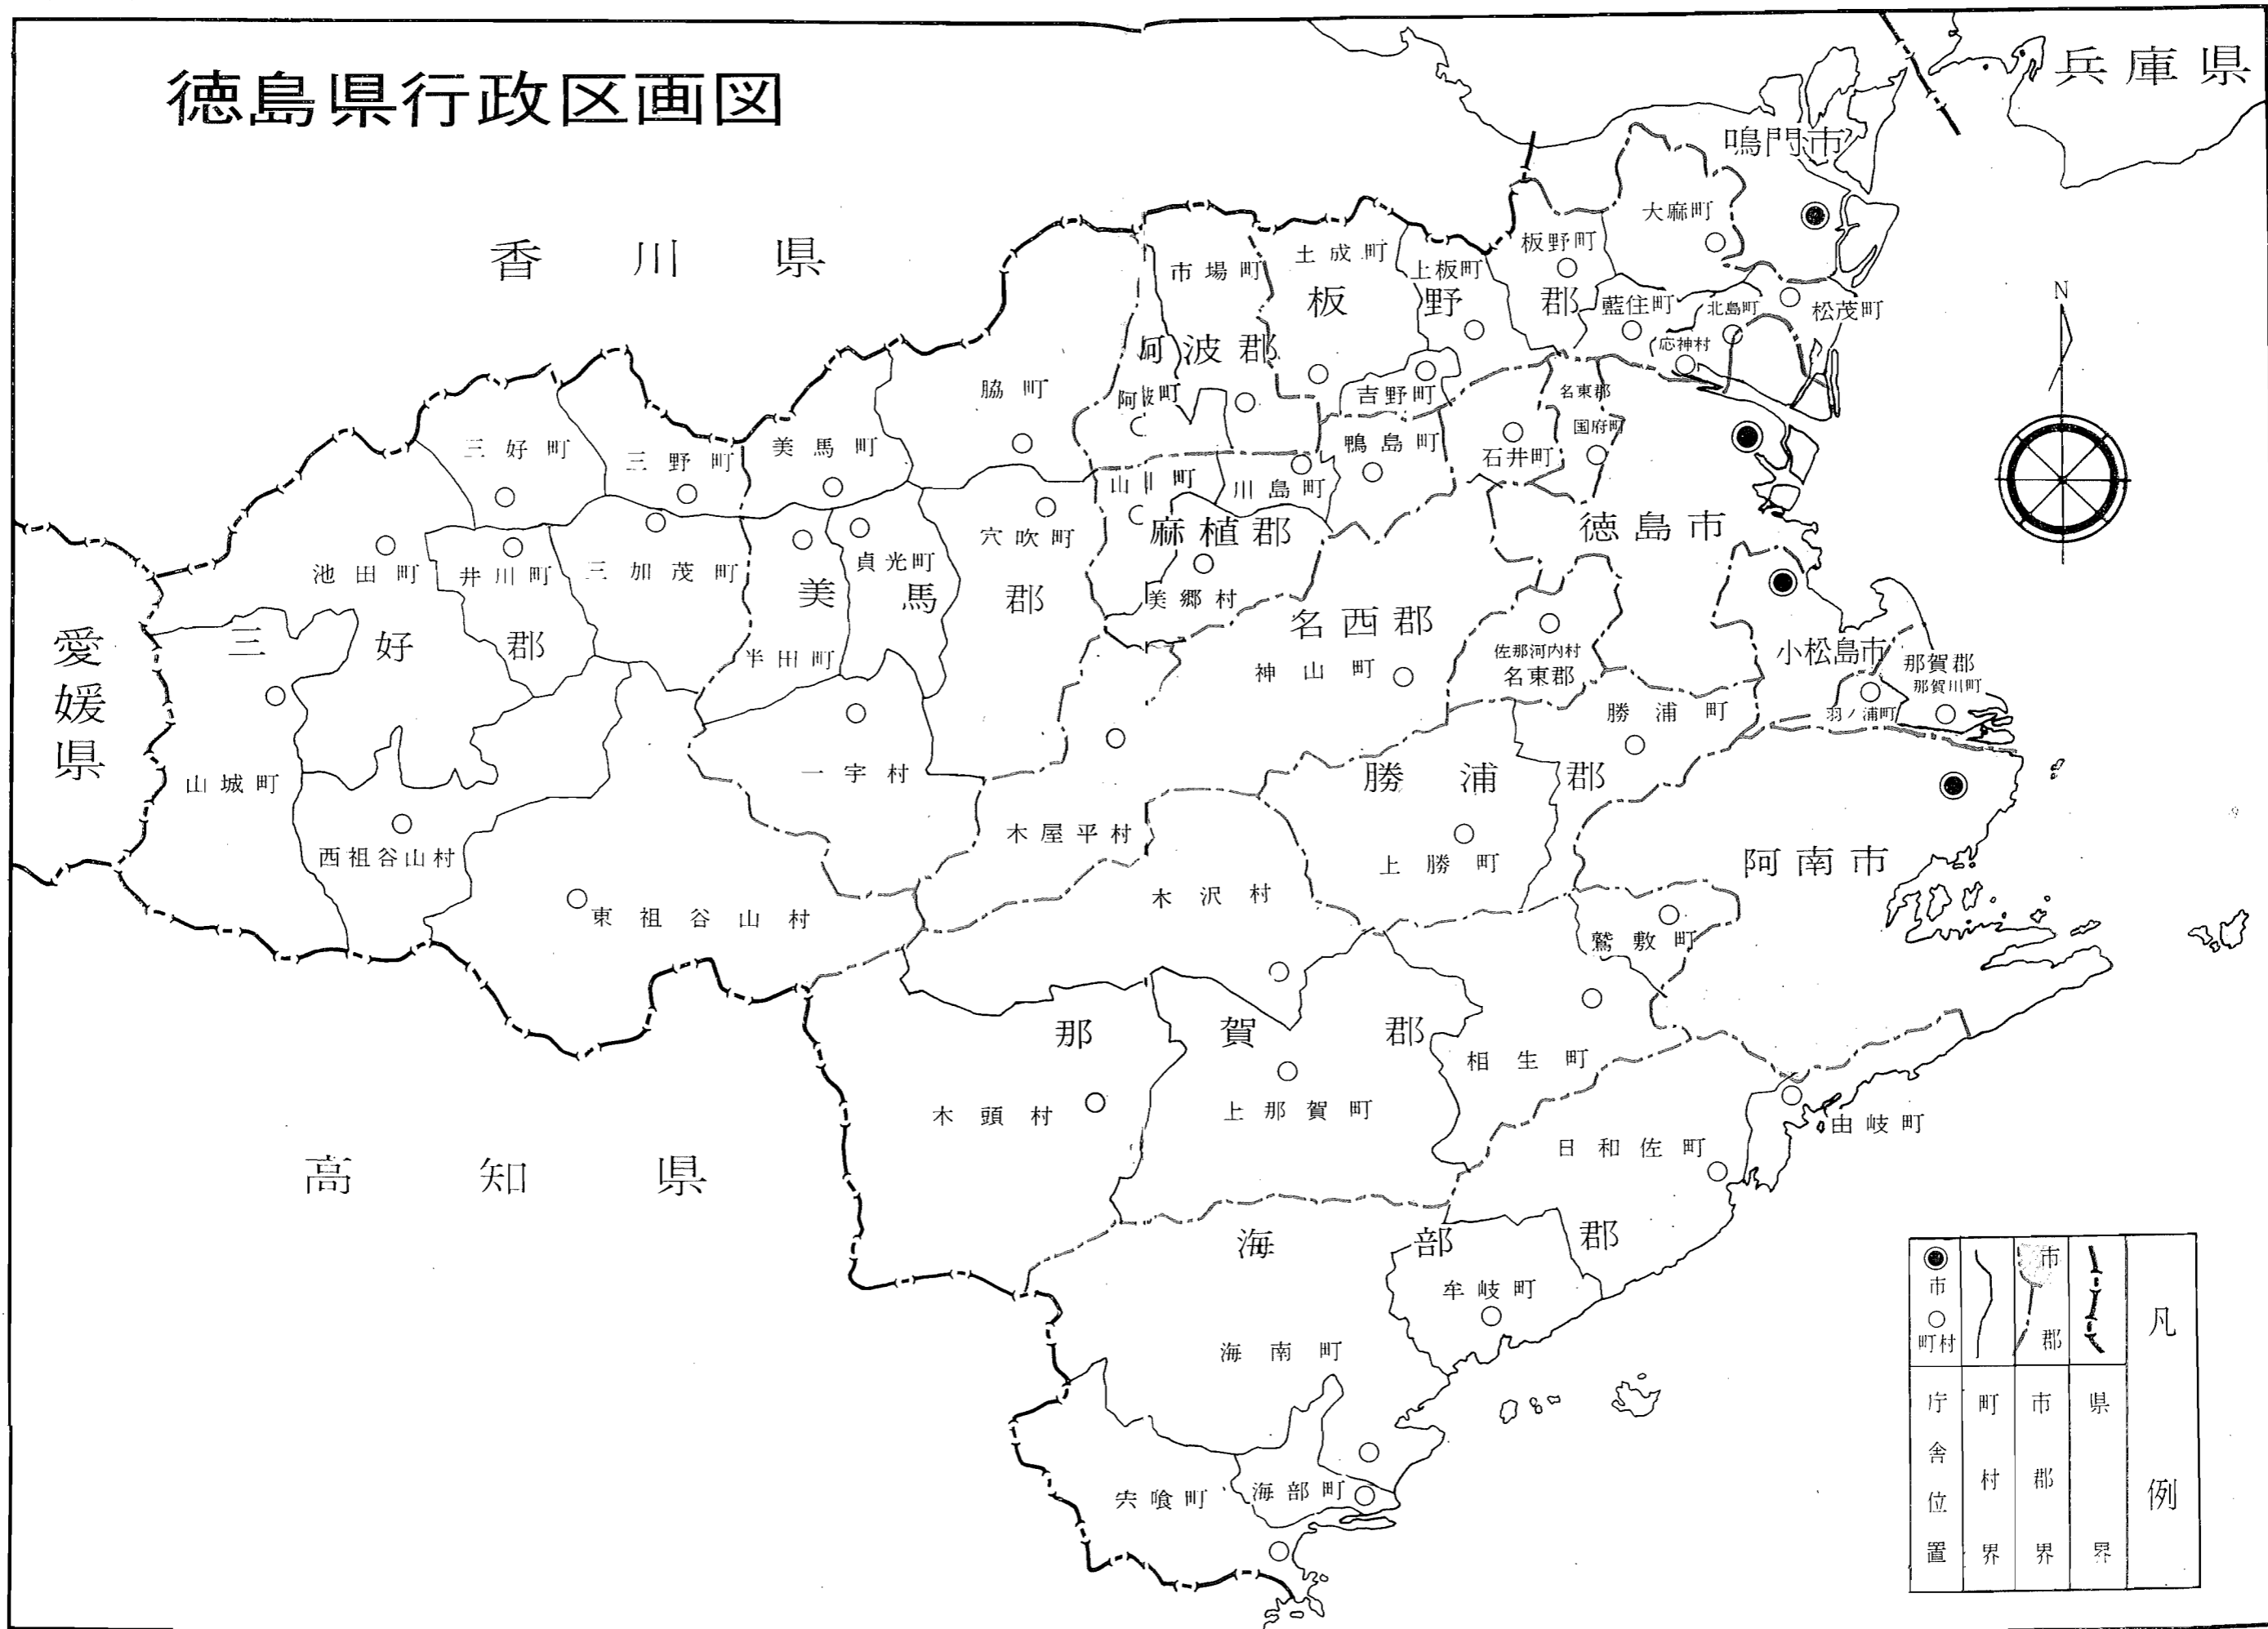 徳島県行政区画図
兵庫県
鳴門市
大麻町
香川県
板野町
土成町
市場町
上板町
板野郡
藍住町
北島町
松茂町
N
応神村
阿波郡
脇町
阿波町
吉野町
名東郡
国府町
鴨島町
石井町
三好町
三野町
美馬町
山川町
川島町
徳島市
麻植郡
穴吹町
貞光町
池田町
井川町
三加茂町
美馬郡
美郷村
名西郡
三好郡
愛媛県
半田町
神山町
佐那河内村
名東郡
小松島市
那賀郡
那賀川町
羽ノ浦町
勝浦町
山城町
一宇村
勝浦郡
木屋平村
西祖谷山村
上勝町
阿南市
木沢村
東祖谷山村
鷲敷町
那賀郡
相生町
木頭村
上那賀町
由岐町
日和佐町
高知県
海部郡
牟岐町
海南町
宍喰町
海部町
凡例
県界
市郡
市郡界
町村界
市
町村
庁舎位置